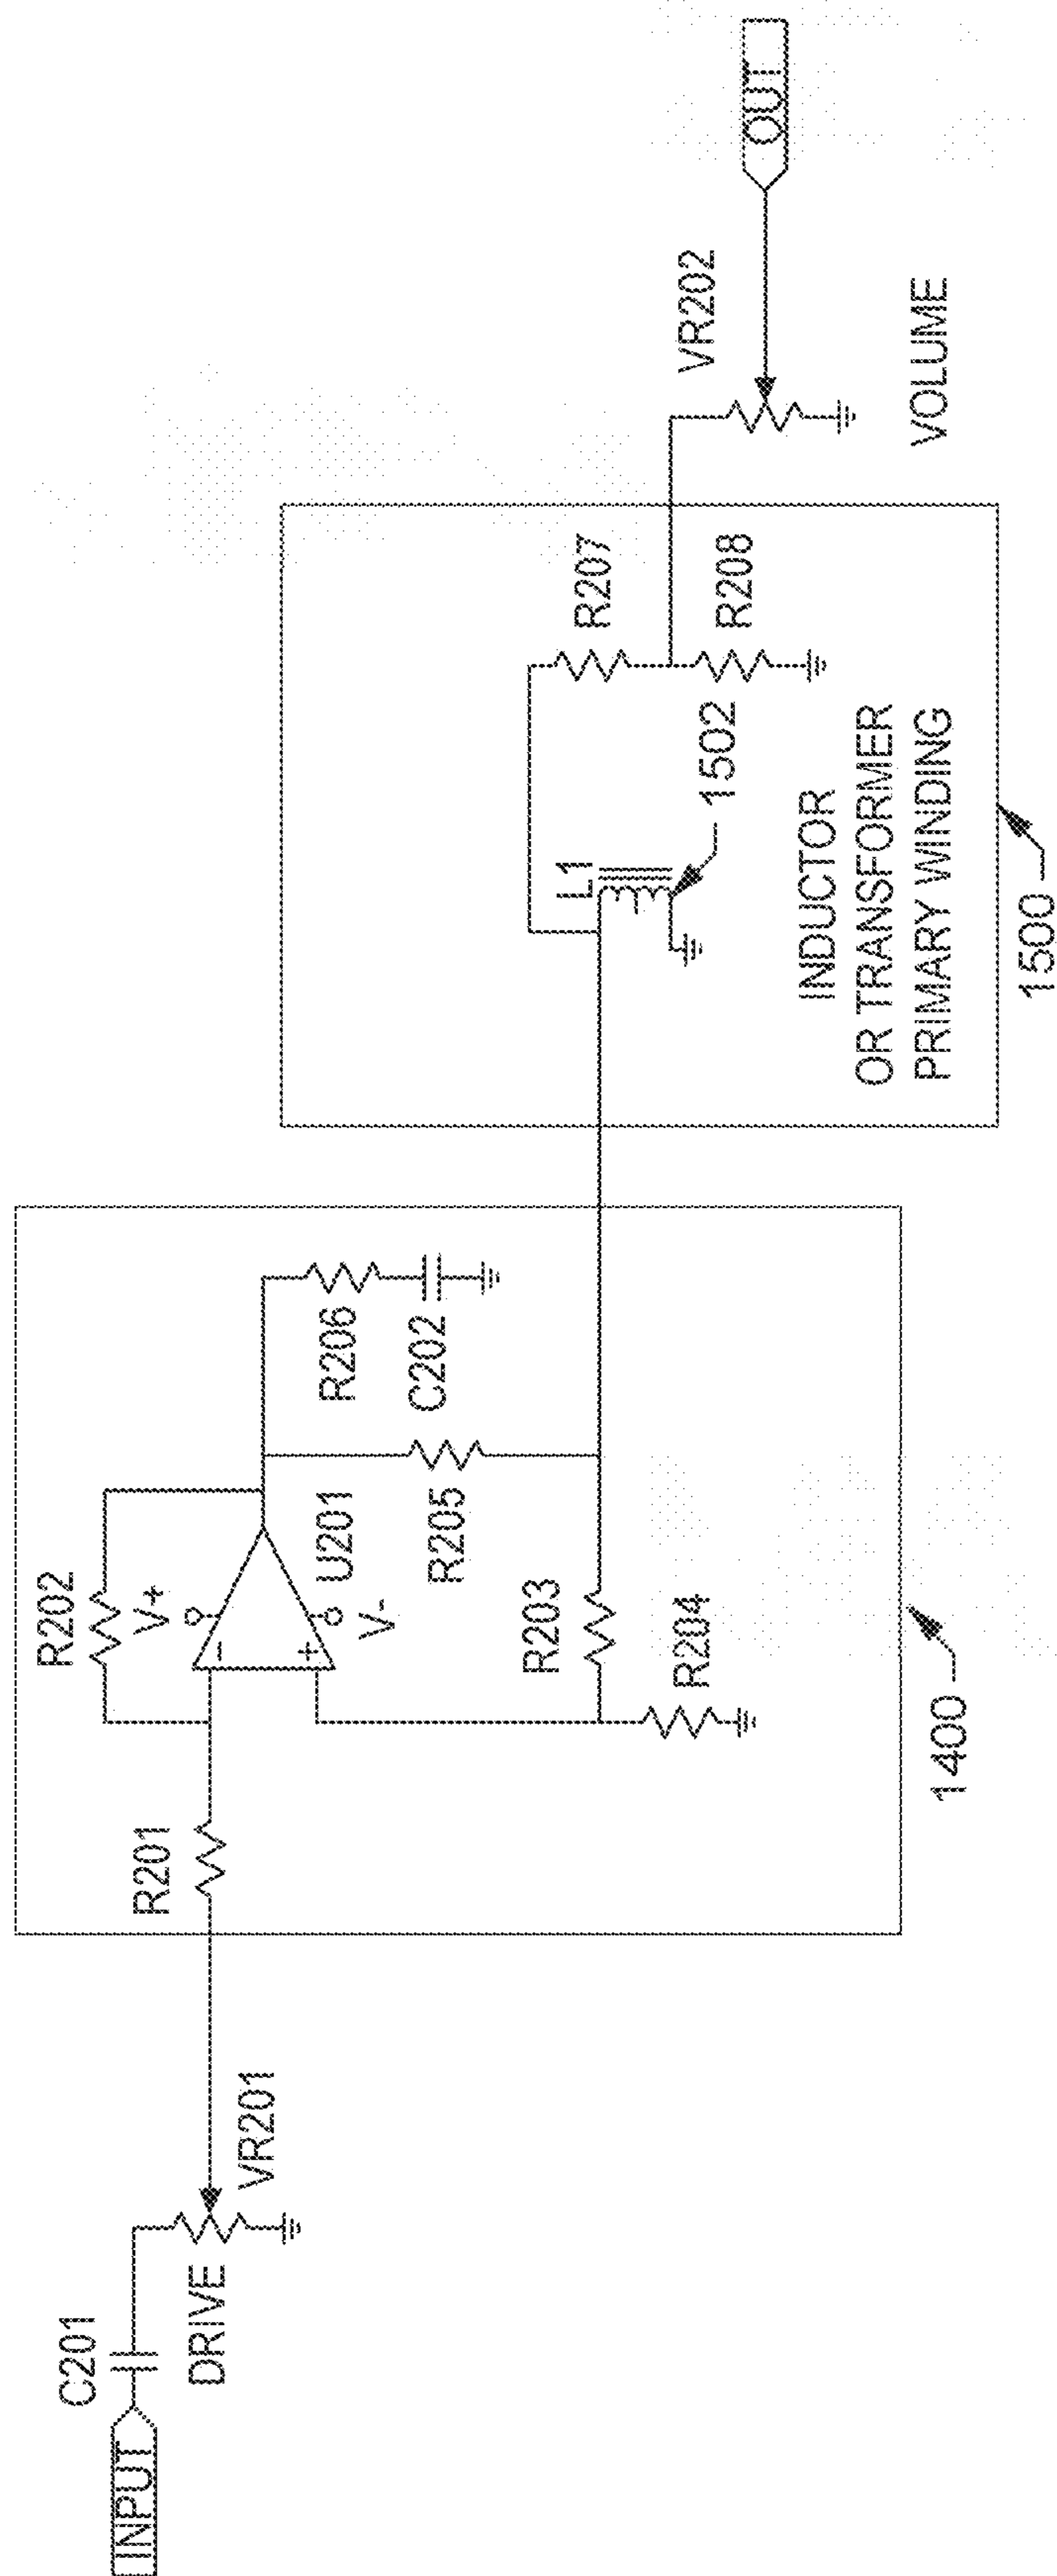 INPUT
C201
DRIVE
VR201
R201
R202
V+
-
+
V-
U201
R203
R204
R205
R206
C202
1400
L1
1502
R207
R208
INDUCTOR
OR TRANSFORMER
PRIMARY WINDING
1500
VR202
VOLUME
OUT